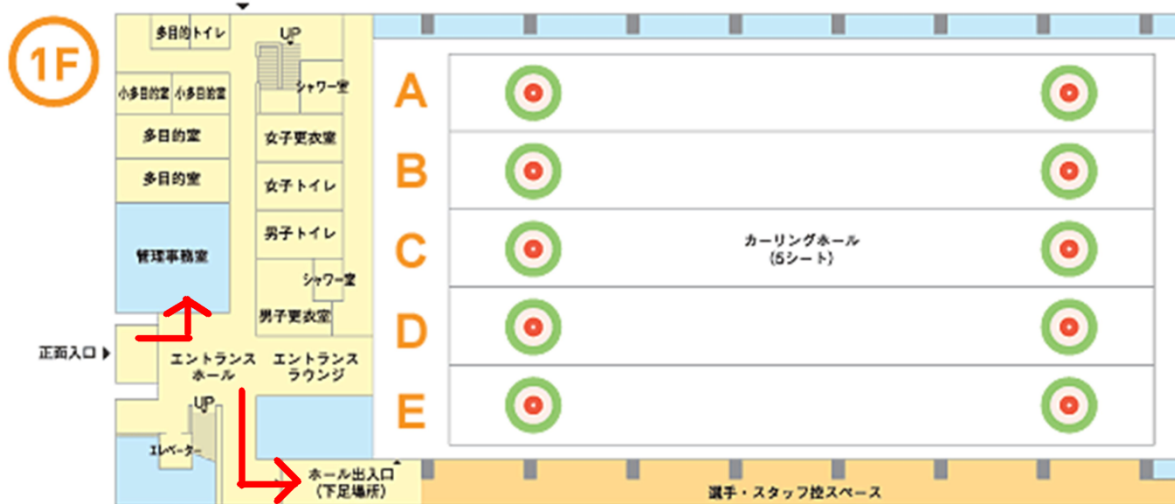 1F
多目的トイレ
UP
シャワー室
小多目的室
小多目的室
多目的室
女子更衣室
多目的室
女子トイレ
男子トイレ
管理事務室
シャワー室
男子更衣室
正面入口
エントランス
ホール
エントランス
ラウンジ
UP
エレベーター
ホール出入口
(下足場所)
A
B
C
D
E
カーリングホール
(5シート)
選手・スタッフ控スペース